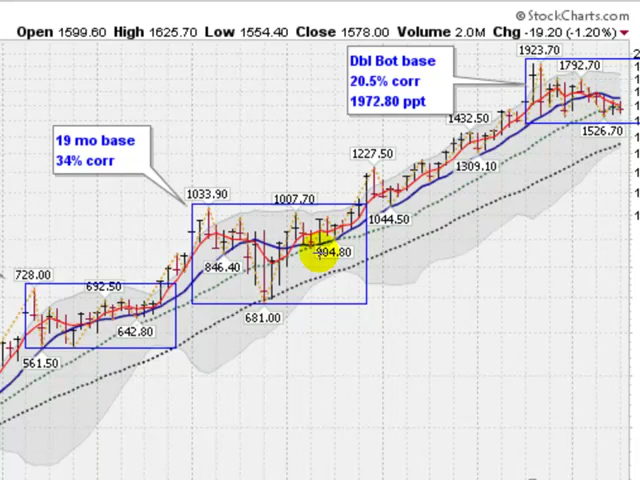 © StockCharts.com
Open 1599.60 High 1625.70 Low 1554.40 Close 1578.00 Volume 2.0M Chg -19.20 (-1.20%)
1923.70
Dbl Bot base
20.5% corr
1972.80 ppt
1792.70
1432.50
1526.70
19 mo base
34% corr
1227.50
1309.10
1033.90
1007.70
1044.50
904.80
846.40
728.00
692.50
681.00
642.80
561.50